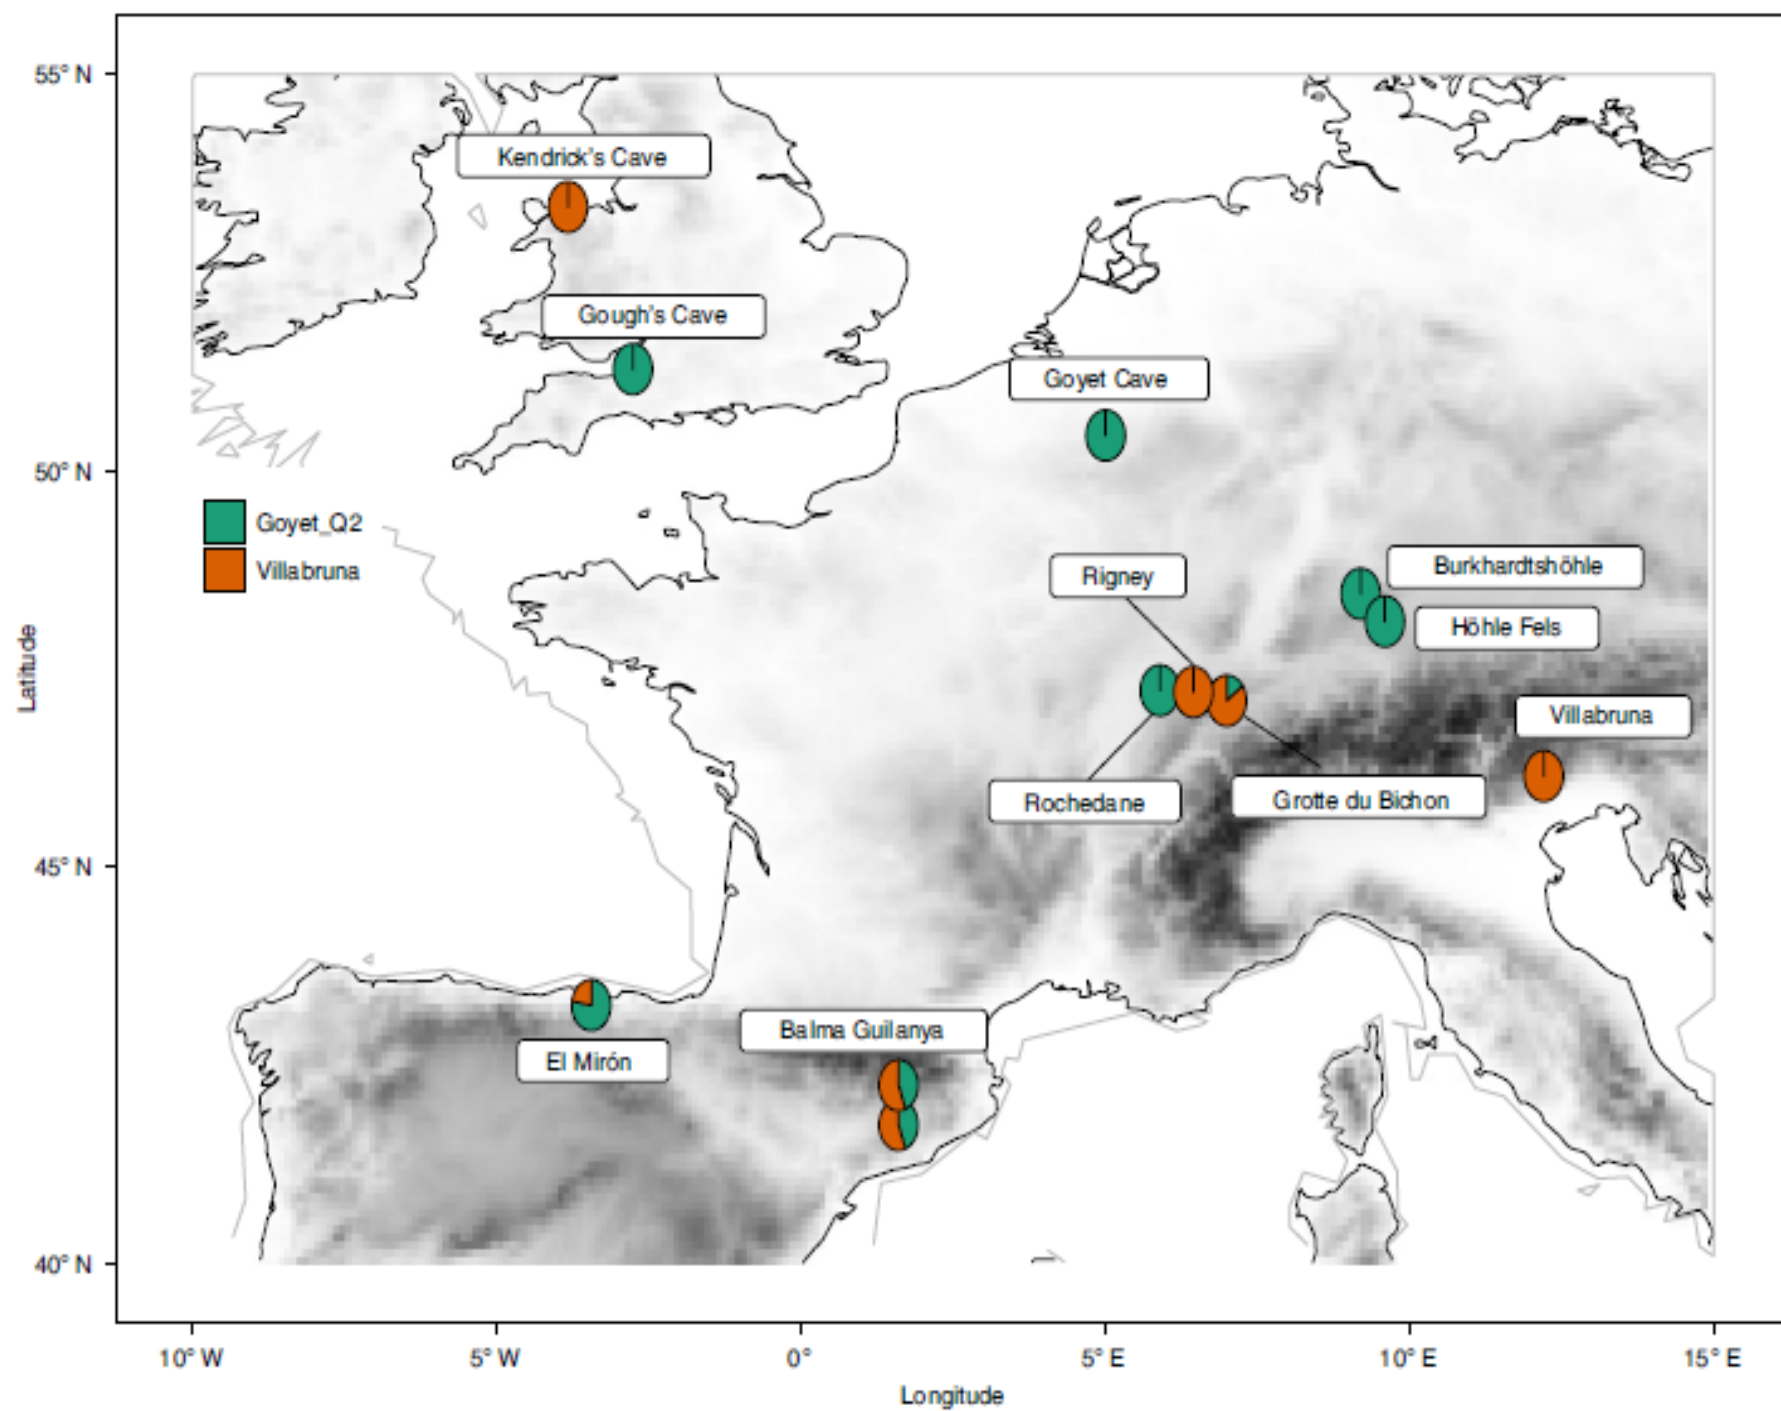 55° N
Kendrick's Cave
Gough's Cave
Goyet Cave
50° N
Goyet_Q2
Villabruna
Rigney
Burkhardtshöhle
Höhle Fels
Latitude
Villabruna
Rochedane
Grotte du Bichon
45° N
Balma Guilanya
El Mirón
40° N
10° W
5° W
0°
5° E
10° E
15° E
Longitude